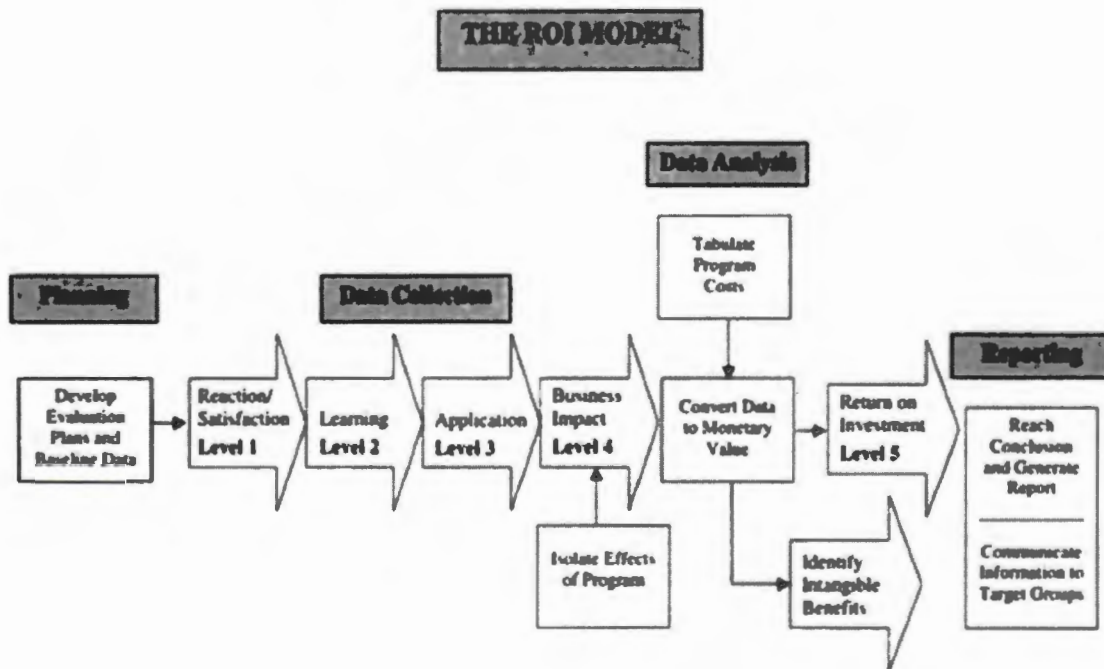 THE ROI MODEL
Data Analysis
Tabulate
Program
Costs
Planning
Data Collection
Reporting
Develop
Evaluation
Plans and
Baseline Data
Reaction/
Satisfaction
Level 1
Learning
Level 2
Application
Level 3
Business
Impact
Level 4
Convert Data
to Monetary
Value
Return on
Investment
Level 5
Reach
Conclusion
and Generate
Report
Isolate Effects
of Program
Identify
Intangible
Benefits
Communicate
Information to
Target Groups